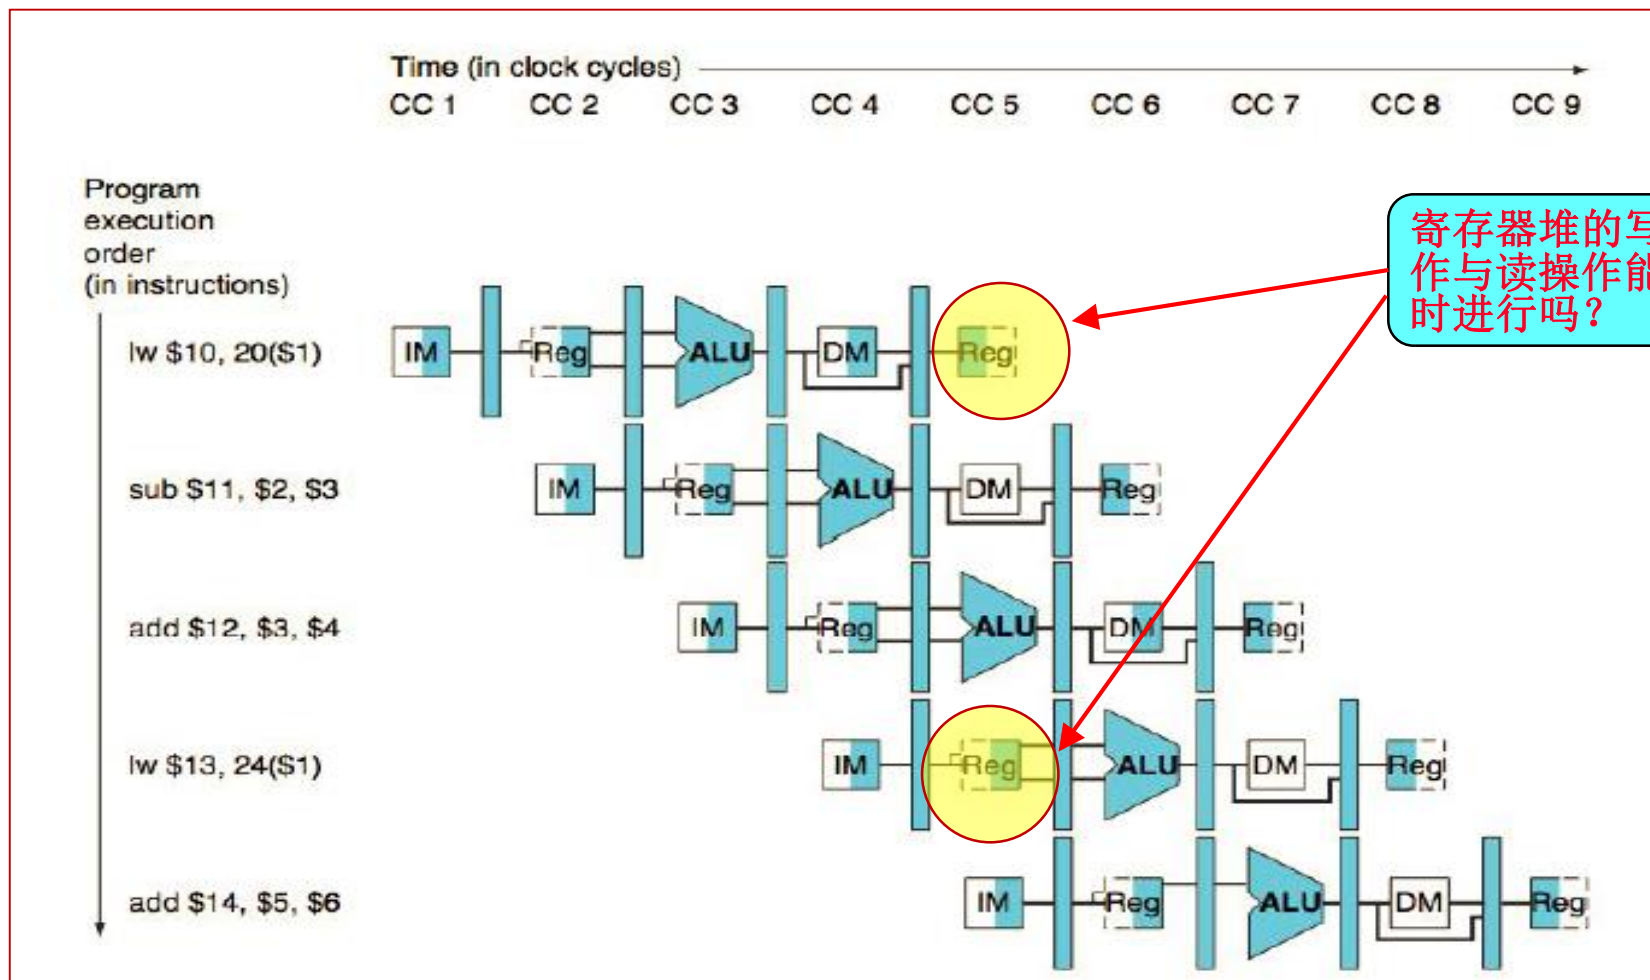 Time (in clock cycles)
CC 1 CC 2 CC 3 CC 4 CC 5 CC 6 CC 7 CC 8 CC 9
Program
execution
order
(in instructions)
寄存器堆的写
作与读操作能
时进行吗？
lw $10, 20($1) IM Reg ALU DM Reg
sub $11, $2, $3 IM Reg ALU DM Reg
add $12, $3, $4 IM Reg ALU DM Reg
lw $13, 24($1) IM Reg ALU DM Reg
add $14, $5, $6 IM Reg ALU DM Reg